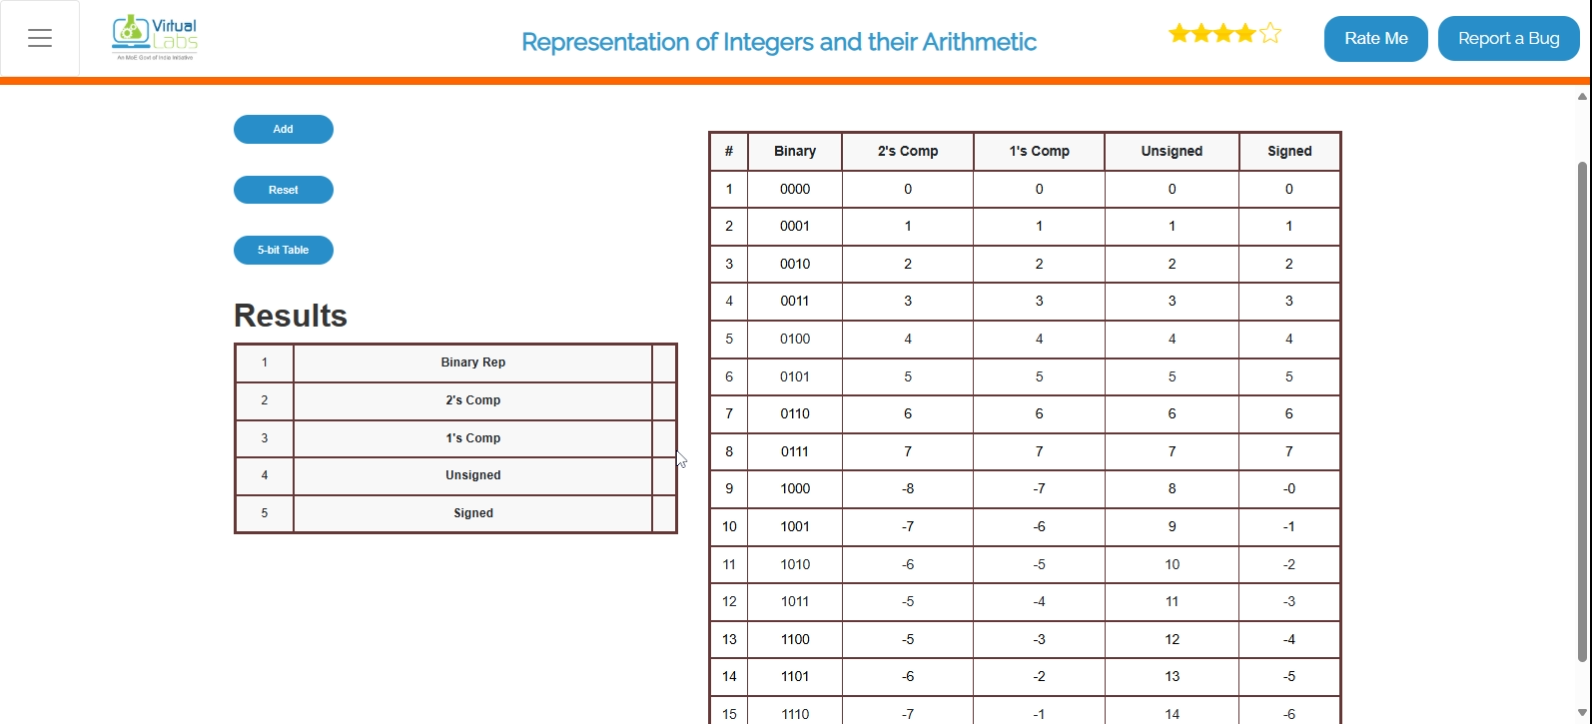 Virtual
Labs
An MoE Govt of India Initiative
Representation of Integers and their Arithmetic
Rate Me
Report a Bug
Add
Reset
5-bit Table
Results
1 Binary Rep
2 2's Comp
3 1's Comp
4 Unsigned
5 Signed
# Binary 2's Comp 1's Comp Unsigned Signed
1 0000 0 0 0 0
2 0001 1 1 1 1
3 0010 2 2 2 2
4 0011 3 3 3 3
5 0100 4 4 4 4
6 0101 5 5 5 5
7 0110 6 6 6 6
8 0111 7 7 7 7
9 1000 -8 -7 8 -0
10 1001 -7 -6 9 -1
11 1010 -6 -5 10 -2
12 1011 -5 -4 11 -3
13 1100 -5 -3 12 -4
14 1101 -6 -2 13 -5
15 1110 -7 -1 14 -6